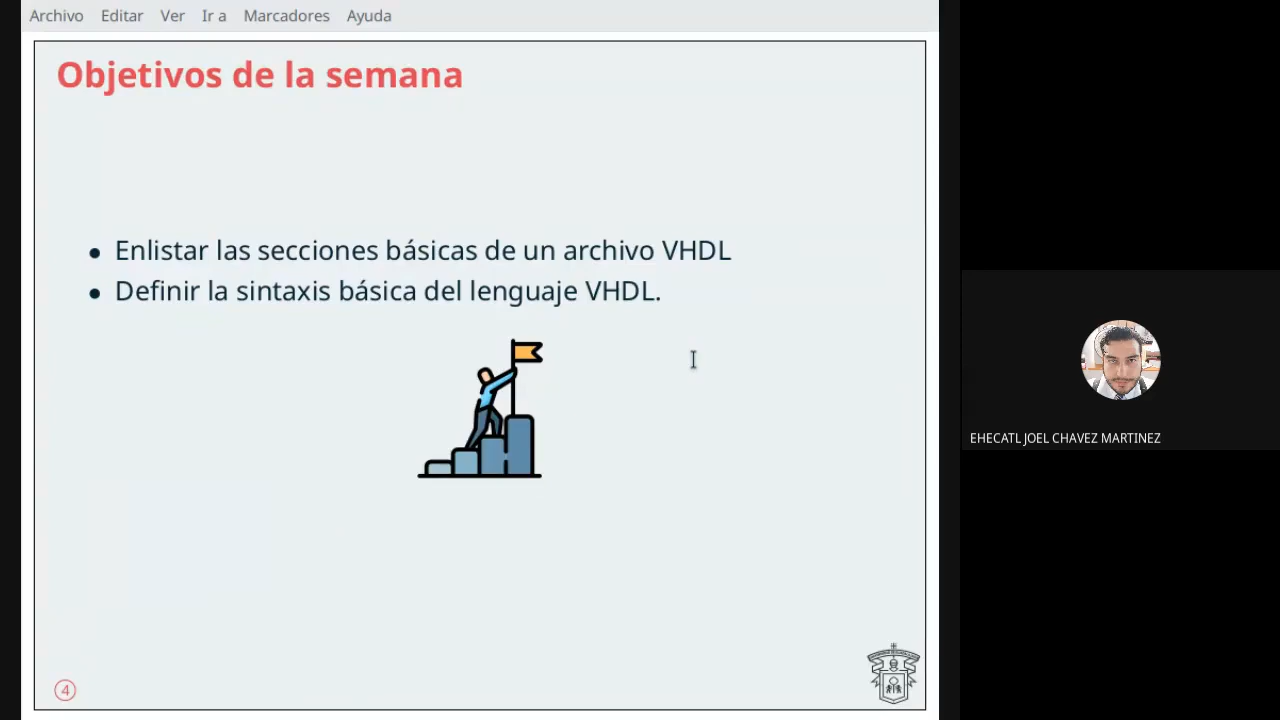 Archivo Editar Ver Ir a Marcadores Ayuda
Objetivos de la semana
• Enlistar las secciones básicas de un archivo VHDL
• Definir la sintaxis básica del lenguaje VHDL.
EHECATL JOEL CHAVEZ MARTINEZ
4